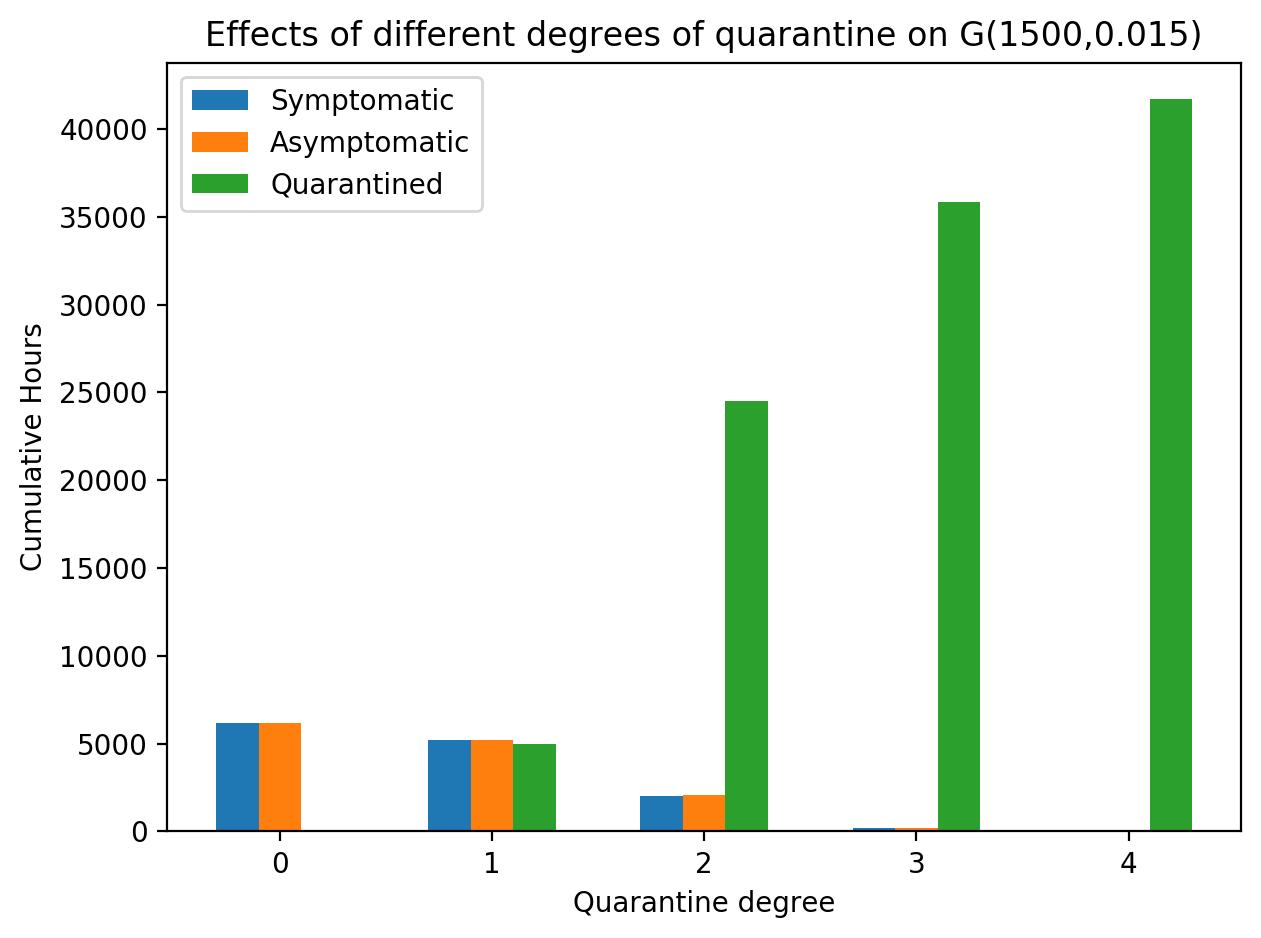 Effects of different degrees of quarantine on G(1500,0.015)
Symptomatic
Asymptomatic
Quarantined
40000
35000
30000
25000
20000
15000
10000
5000
0
Cumulative Hours
0 1 2 3 4
Quarantine degree